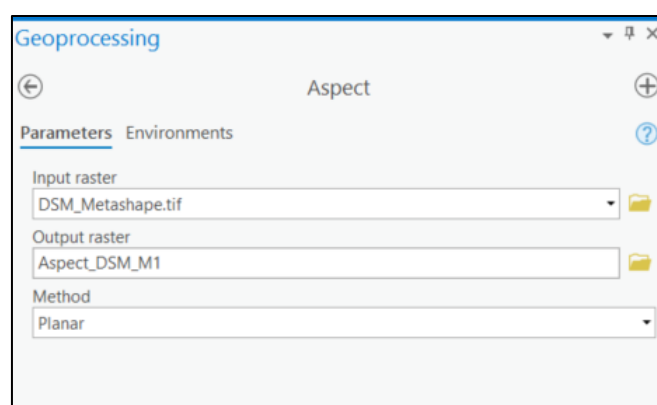 Geoprocessing
Aspect
Parameters Environments
Input raster
DSM_Metashape.tif
Output raster
Aspect_DSM_M1
Method
Planar